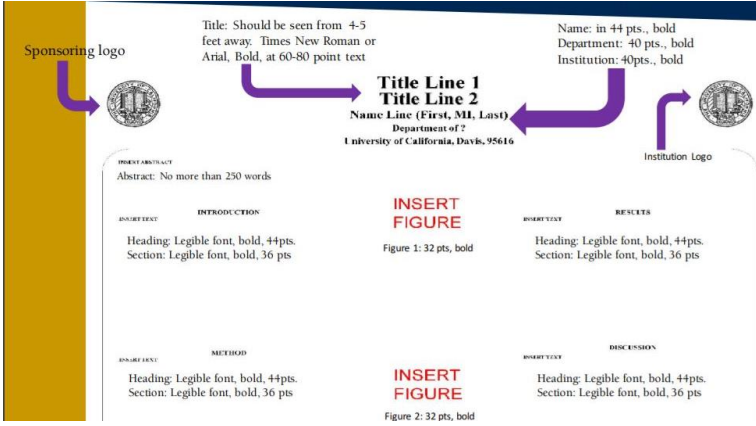 Sponsoring logo
Title: Should be seen from 4-5
feet away. Times New Roman or
Arial, Bold, at 60-80 point text
Name: in 44 pts., bold
Department: 40 pts., bold
Institution: 40pts., bold
Title Line 1
Title Line 2
Name Line (First, MI, Last)
Department of ?
University of California, Davis, 95616
Institution Logo
INSERT ABSTRACT
Abstract: No more than 250 words
INTRODUCTION
INSERT TEXT
Heading: Legible font, bold, 44pts.
Section: Legible font, bold, 36 pts
INSERT
FIGURE
Figure 1: 32 pts, bold
RESULTS
INSERT TEXT
Heading: Legible font, bold, 44pts.
Section: Legible font, bold, 36 pts
METHOD
INSERT TEXT
Heading: Legible font, bold, 44pts.
Section: Legible font, bold, 36 pts
INSERT
FIGURE
Figure 2: 32 pts, bold
DISCUSSION
INSERT TEXT
Heading: Legible font, bold, 44pts.
Section: Legible font, bold, 36 pts